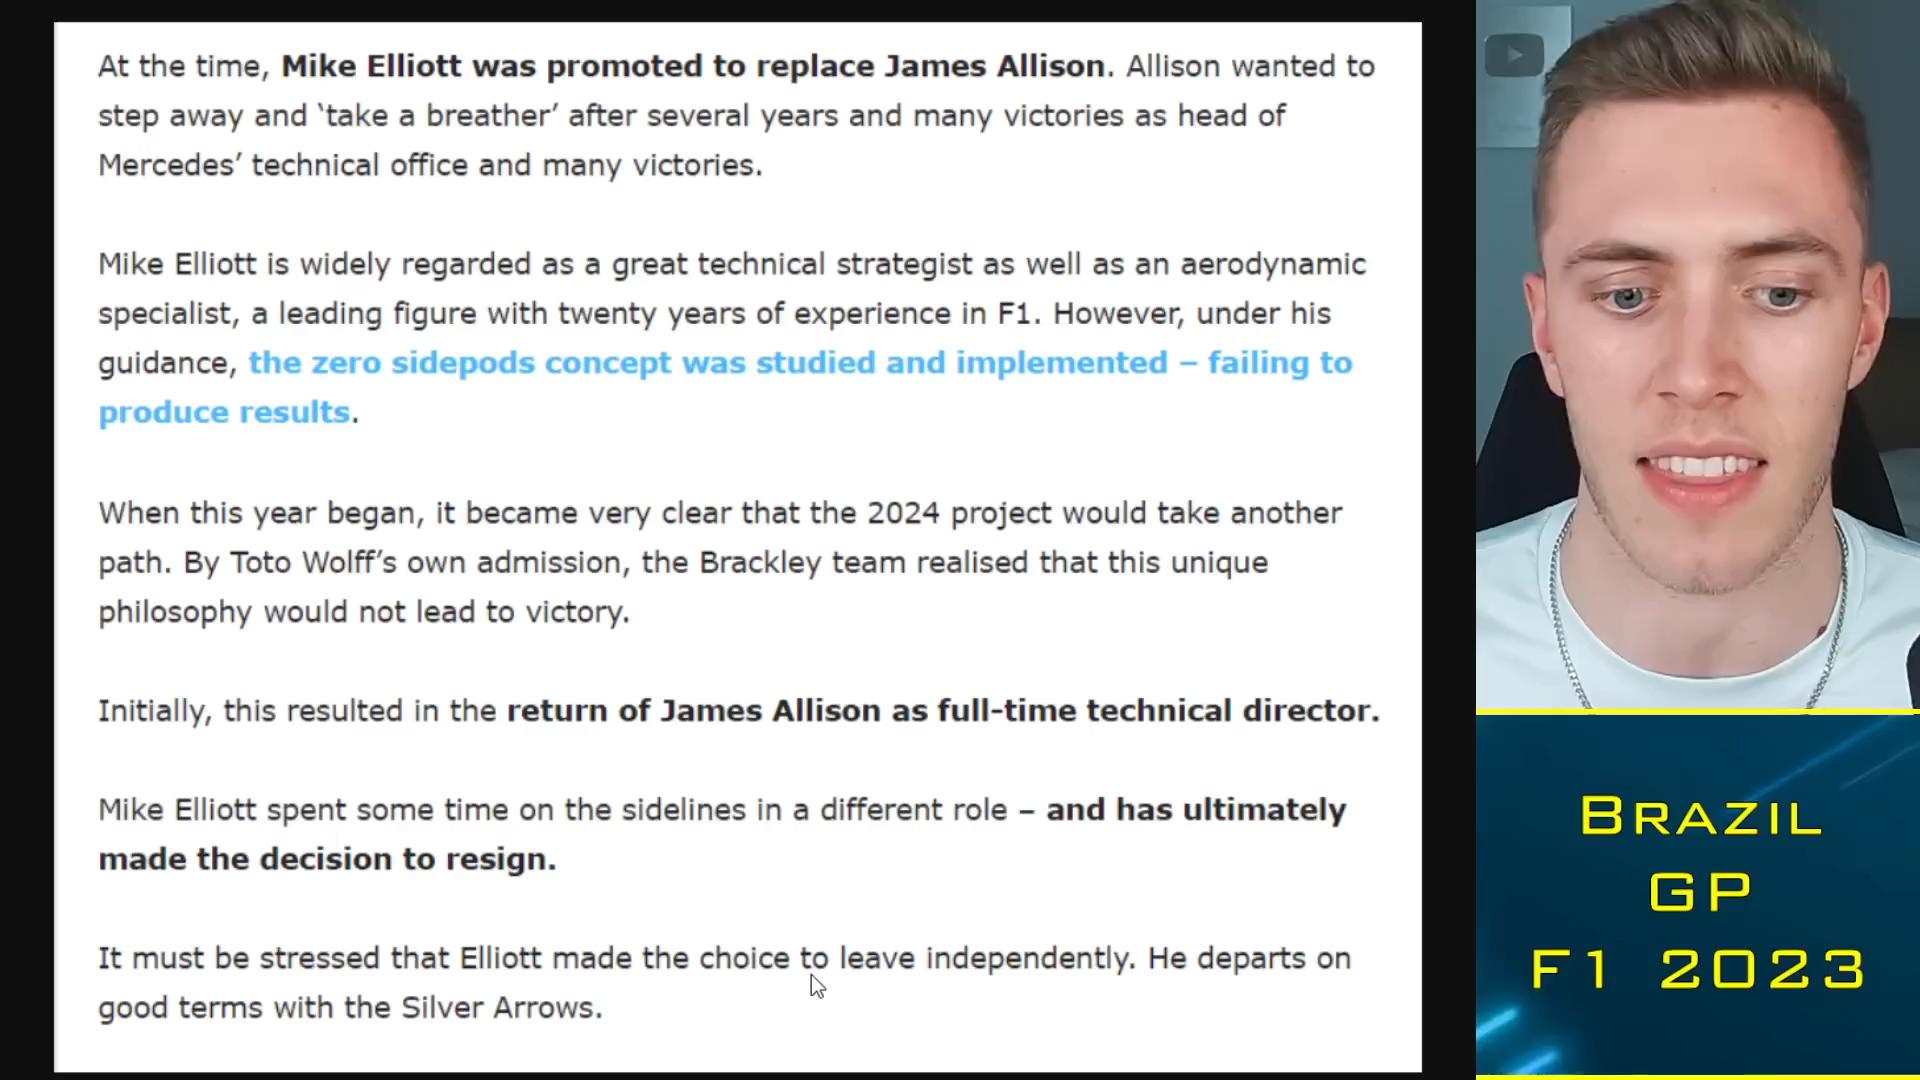 At the time, Mike Elliott was promoted to replace James Allison. Allison wanted to
step away and ‘take a breather’ after several years and many victories as head of
Mercedes’ technical office and many victories.
Mike Elliott is widely regarded as a great technical strategist as well as an aerodynamic
specialist, a leading figure with twenty years of experience in F1. However, under his
guidance, the zero sidepods concept was studied and implemented – failing to
produce results.
When this year began, it became very clear that the 2024 project would take another
path. By Toto Wolff’s own admission, the Brackley team realised that this unique
philosophy would not lead to victory.
Initially, this resulted in the return of James Allison as full-time technical director.
Mike Elliott spent some time on the sidelines in a different role – and has ultimately
made the decision to resign.
It must be stressed that Elliott made the choice to leave independently. He departs on
good terms with the Silver Arrows.
BRAZIL
GP
F1 2023